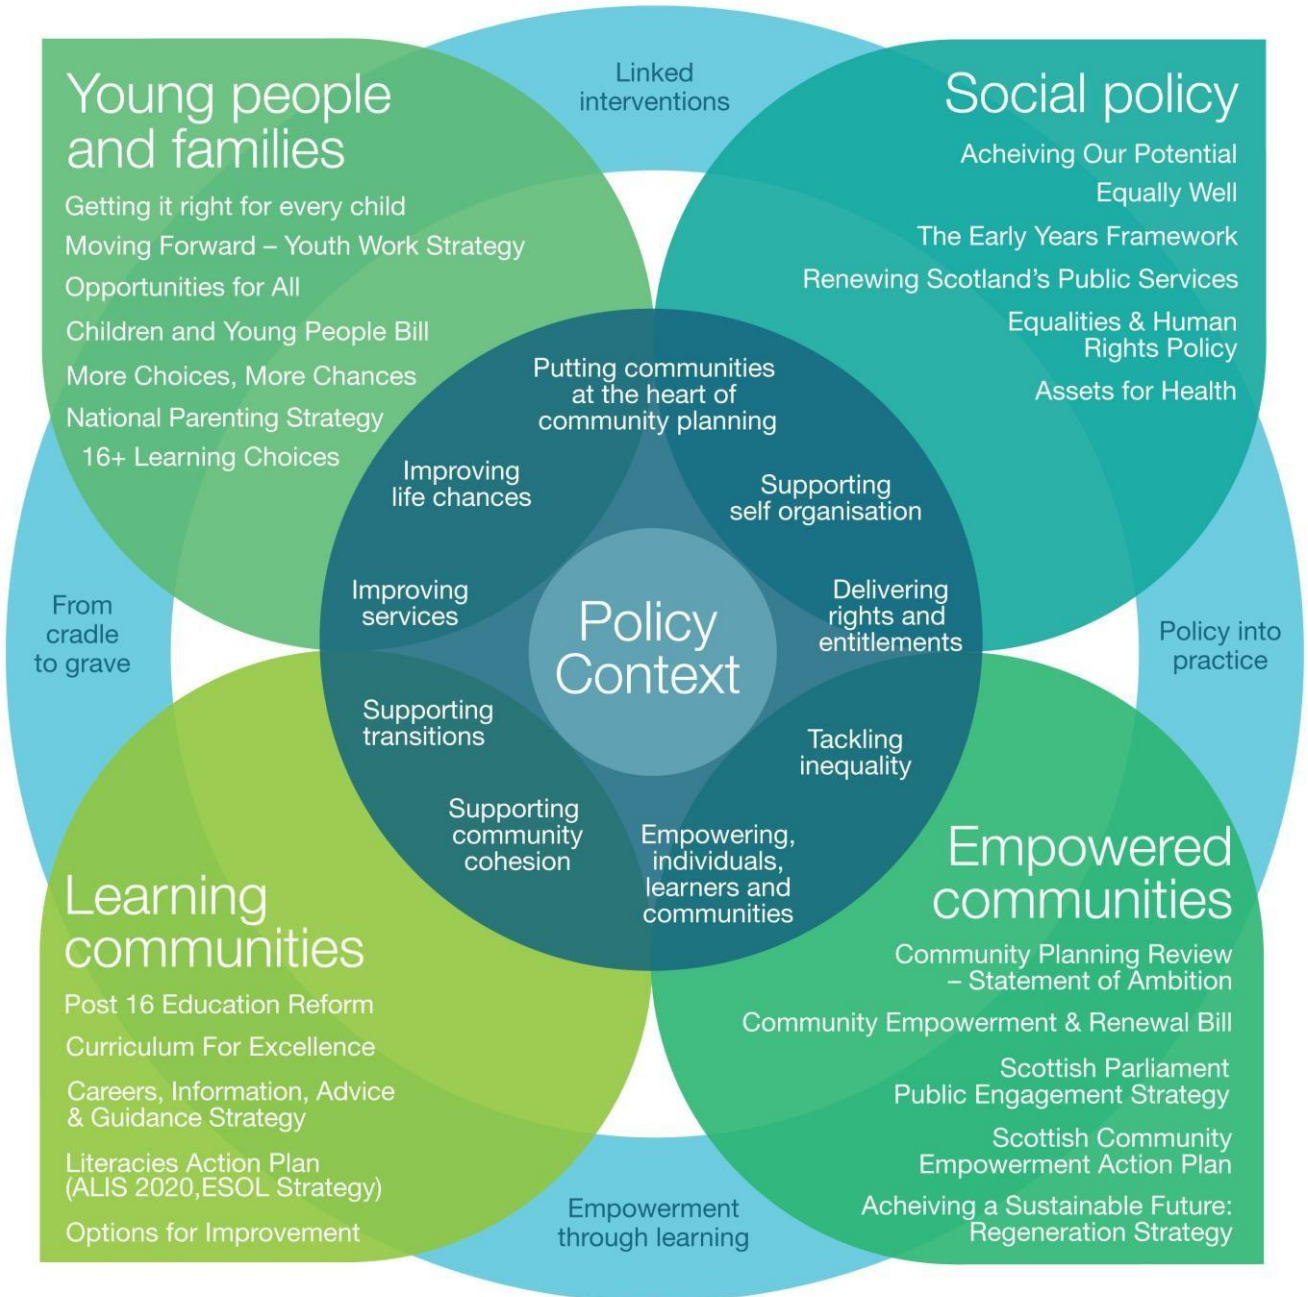 Linked
interventions
Young people
and families
Getting it right for every child
Moving Forward – Youth Work Strategy
Opportunities for All
Children and Young People Bill
More Choices, More Chances
National Parenting Strategy
16+ Learning Choices
Social policy
Acheiving Our Potential
Equally Well
The Early Years Framework
Renewing Scotland's Public Services
Equalities & Human
Rights Policy
Assets for Health
Putting communities
at the heart of
community planning
Improving
life chances
Supporting
self organisation
Improving
services
Delivering
rights and
entitlements
Policy
Context
From
cradle
to grave
Policy into
practice
Supporting
transitions
Tackling
inequality
Supporting
community
cohesion
Empowering,
individuals,
learners and
communities
Learning
communities
Post 16 Education Reform
Curriculum For Excellence
Careers, Information, Advice
& Guidance Strategy
Literacies Action Plan
(ALIS 2020,ESOL Strategy)
Options for Improvement
Empowered
communities
Community Planning Review
– Statement of Ambition
Community Empowerment & Renewal Bill
Scottish Parliament
Public Engagement Strategy
Scottish Community
Empowerment Action Plan
Acheiving a Sustainable Future:
Regeneration Strategy
Empowerment
through learning